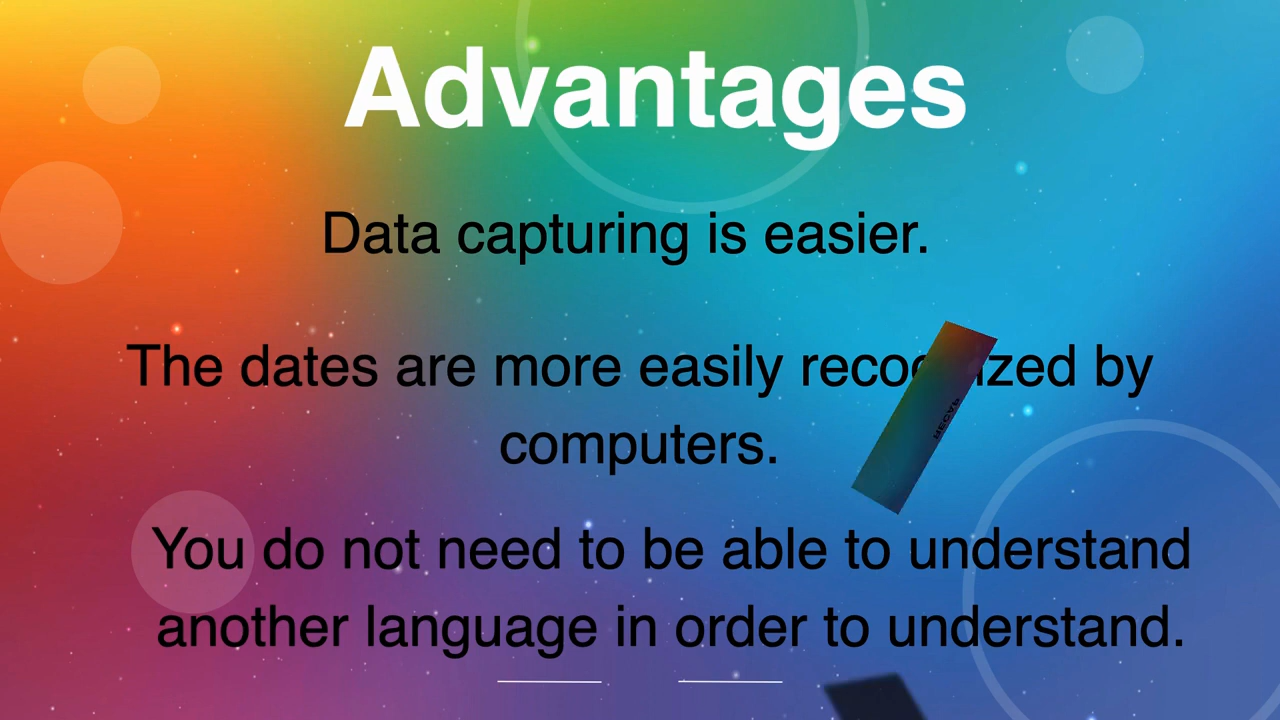 Advantages
Data capturing is easier.
The dates are more easily by
computers.
You do not need to be able to understand
another language in order to understand.